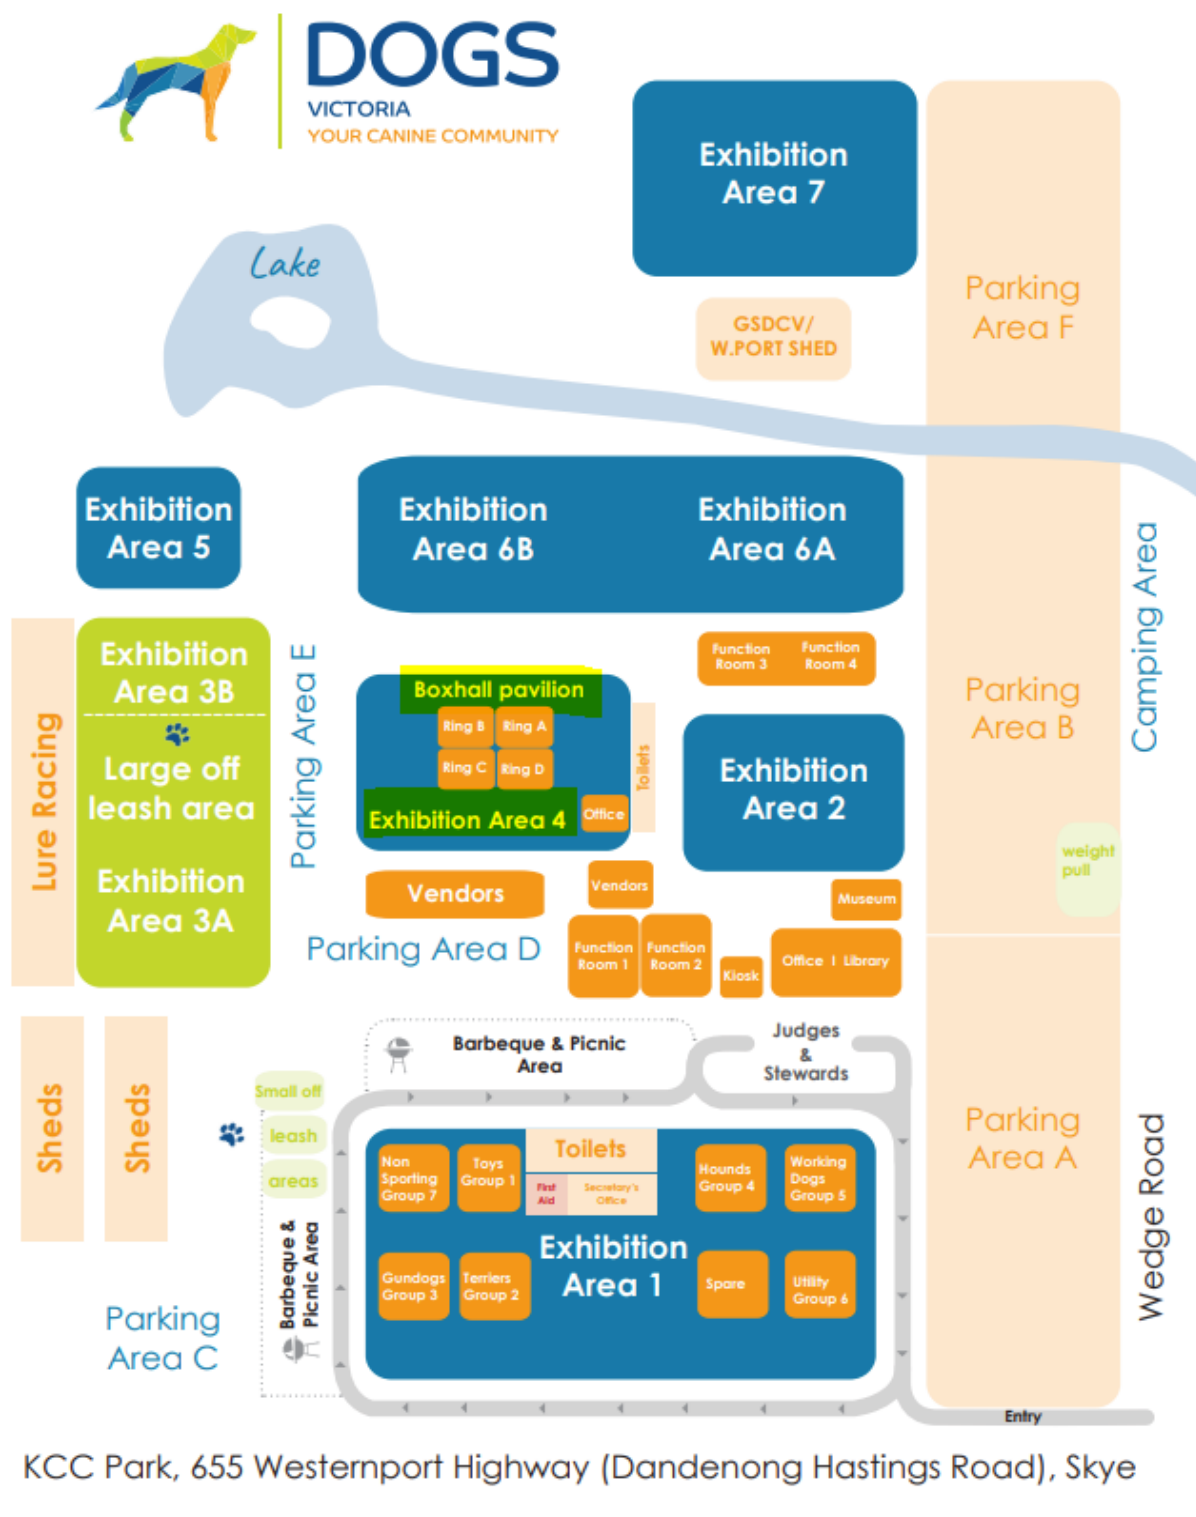 DOGS
VICTORIA
YOUR CANINE COMMUNITY
Exhibition
Area 7
Lake
Parking
Area F
GSDCV/
W.PORT SHED
Exhibition
Area 5
Exhibition
Area 6B
Exhibition
Area 6A
Camping Area
Exhibition
Area 3B
Large off
leash area
Exhibition
Area 3A
Lure Racing
Parking Area E
Boxhall pavilion
Ring B
Ring A
Ring C
Ring D
Exhibition Area 4
Office
Toilets
Function
Room 3
Function
Room 4
Exhibition
Area 2
Parking
Area B
weight
pull
Vendors
Vendors
Museum
Parking Area D
Function
Room 1
Function
Room 2
Kiosk
Office | Library
Barbeque & Picnic
Area
Judges
&
Stewards
Sheds
Sheds
Small off
leash
areas
Barbeque &
Picnic Area
Non
Sporting
Group 7
Toys
Group 1
Toilets
First
Aid
Secretary's
Office
Hounds
Group 4
Working
Dogs
Group 5
Exhibition
Area 1
Gundogs
Group 3
Terriers
Group 2
Spare
Utility
Group 6
Parking
Area A
Wedge Road
Parking
Area C
Entry
KCC Park, 655 Westernport Highway (Dandenong Hastings Road), Skye